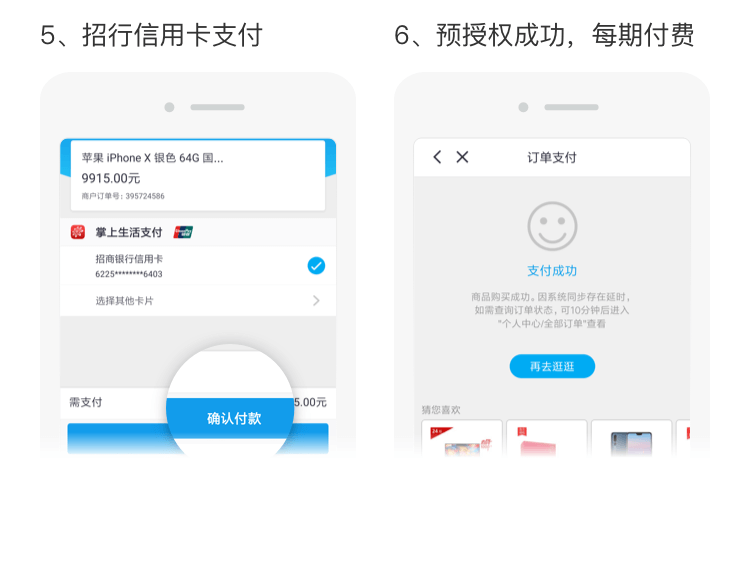 5、招行信用卡支付
苹果 iPhone X 银色 64G 国...
9915.00元
商户订单号: 395724586
掌上生活支付
招商银行信用卡
6225********6403
选择其他卡片
需支付
5.00元
确认付款
6、预授权成功，每期付费
订单支付
支付成功
商品购买成功。因系统同步存在延时，
如需查询订单状态，可10分钟后进入
"个人中心/全部订单"查看
再去逛逛
猜您喜欢